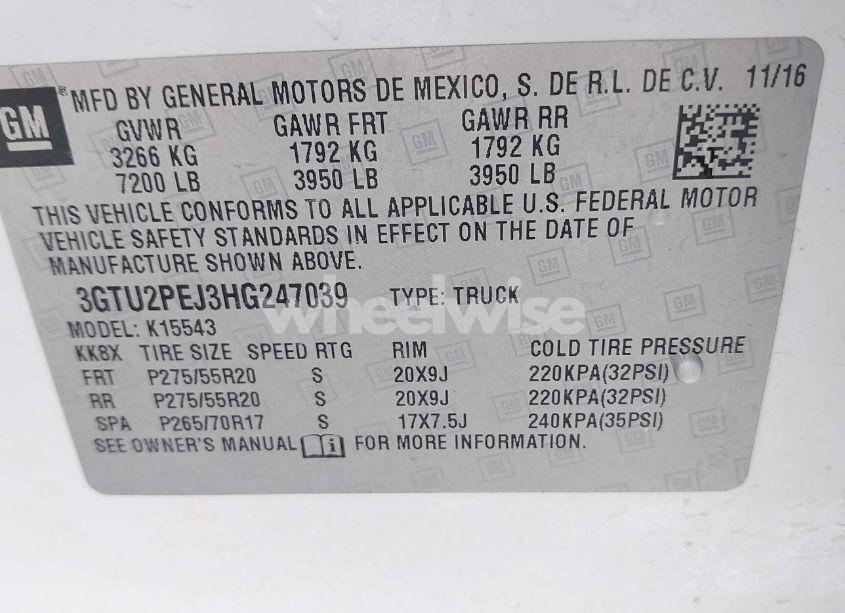 GM
® MFD BY GENERAL MOTORS DE MEXICO, S. DE R.L. DE C.V. 11/16
GVWR GAWR FRT GAWR RR
3266 KG 1792 KG 1792 KG
7200 LB 3950 LB 3950 LB
THIS VEHICLE CONFORMS TO ALL APPLICABLE U.S. FEDERAL MOTOR
VEHICLE SAFETY STANDARDS IN EFFECT ON THE DATE OF
MANUFACTURE SHOWN ABOVE.
3GTU2PEJ3HG247039 TYPE: TRUCK
wheelwise
MODEL: K15543
KK8X TIRE SIZE SPEED RTG RIM COLD TIRE PRESSURE
FRT P275/55R20 S 20X9J 220KPA(32PSI)
RR P275/55R20 S 20X9J 220KPA(32PSI)
SPA P265/70R17 S 17X7.5J 240KPA(35PSI)
SEE OWNER'S MANUAL i FOR MORE INFORMATION.